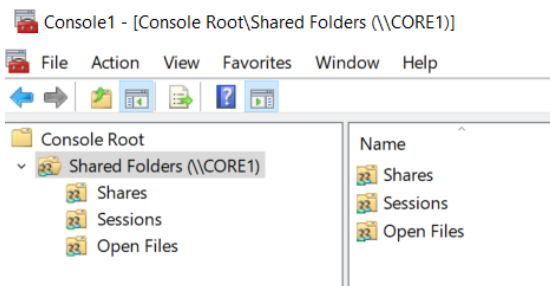 Console1 - [Console Root\Shared Folders (\\CORE1)]
File Action View Favorites Window Help
Console Root
Shared Folders (\\CORE1)
Shares
Sessions
Open Files
Name
Shares
Sessions
Open Files